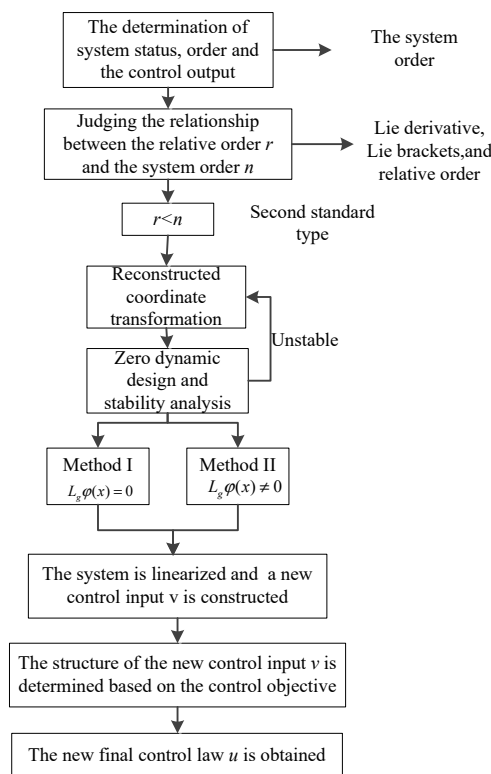 The determination of
system status, order and
the control output
The system
order
Judging the relationship
between the relative order r
and the system order n
Lie derivative,
Lie brackets,and
relative order
r<n
Second standard
type
Reconstructed
coordinate
transformation
Unstable
Zero dynamic
design and
stability analysis
Method I
L_gφ(x)=0
Method II
L_gφ(x)≠0
The system is linearized and a new
control input v is constructed
The structure of the new control input v is
determined based on the control objective
The new final control law u is obtained